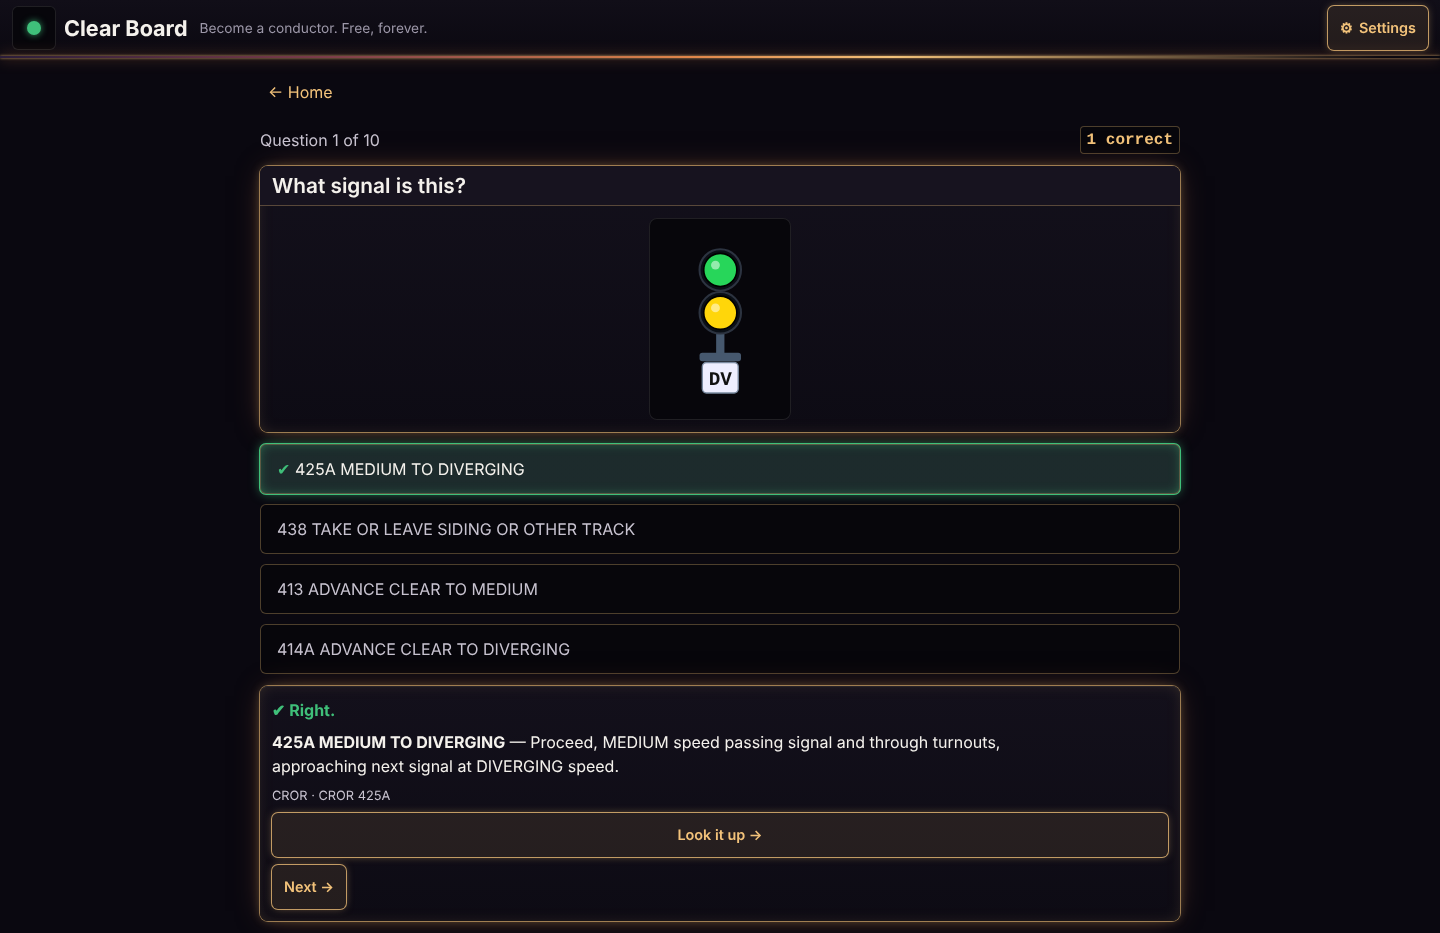 Clear Board
Become a conductor. Free, forever.
⚙ Settings
← Home
Question 1 of 10
1 correct
What signal is this?
DV
✔ 425A MEDIUM TO DIVERGING
438 TAKE OR LEAVE SIDING OR OTHER TRACK
413 ADVANCE CLEAR TO MEDIUM
414A ADVANCE CLEAR TO DIVERGING
✔ Right.
425A MEDIUM TO DIVERGING — Proceed, MEDIUM speed passing signal and through turnouts,
approaching next signal at DIVERGING speed.
CROR · CROR 425A
Look it up →
Next →